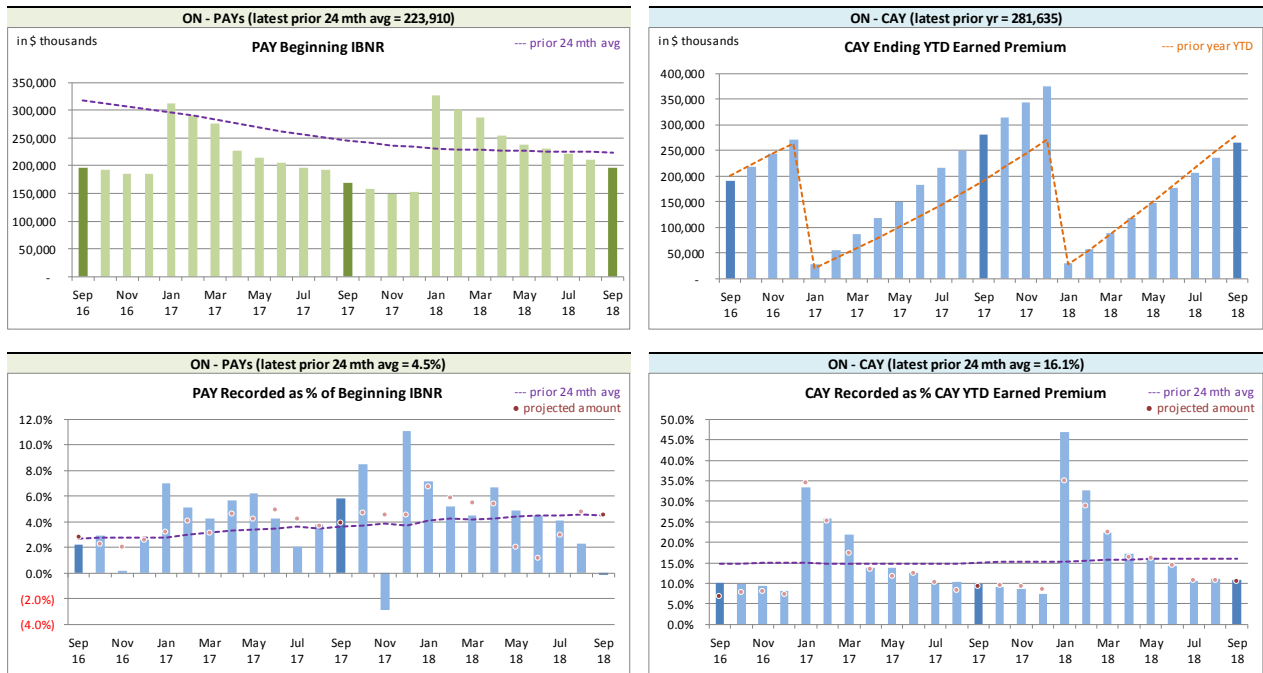 ON - PAYs (latest prior 24 mth avg = 223,910)
in $ thousands
PAY Beginning IBNR
--- prior 24 mth avg
350,000
300,000
250,000
200,000
150,000
100,000
50,000
-
Sep Nov Jan Mar May Jul Sep Nov Jan Mar May Jul Sep
16 16 17 17 17 17 17 17 18 18 18 18 18
ON - CAY (latest prior yr = 281,635)
in $ thousands
CAY Ending YTD Earned Premium
--- prior year YTD
400,000
350,000
300,000
250,000
200,000
150,000
100,000
50,000
-
Sep Nov Jan Mar May Jul Sep Nov Jan Mar May Jul Sep
16 16 17 17 17 17 17 17 18 18 18 18 18
ON - PAYs (latest prior 24 mth avg = 4.5%)
PAY Recorded as % of Beginning IBNR
--- prior 24 mth avg
• projected amount
12.0%
10.0%
8.0%
6.0%
4.0%
2.0%
0.0%
(2.0%)
(4.0%)
Sep Nov Jan Mar May Jul Sep Nov Jan Mar May Jul Sep
16 16 17 17 17 17 17 17 18 18 18 18 18
ON - CAY (latest prior 24 mth avg = 16.1%)
CAY Recorded as % CAY YTD Earned Premium
--- prior 24 mth avg
• projected amount
50.0%
45.0%
40.0%
35.0%
30.0%
25.0%
20.0%
15.0%
10.0%
5.0%
0.0%
Sep Nov Jan Mar May Jul Sep Nov Jan Mar May Jul Sep
16 16 17 17 17 17 17 17 18 18 18 18 18